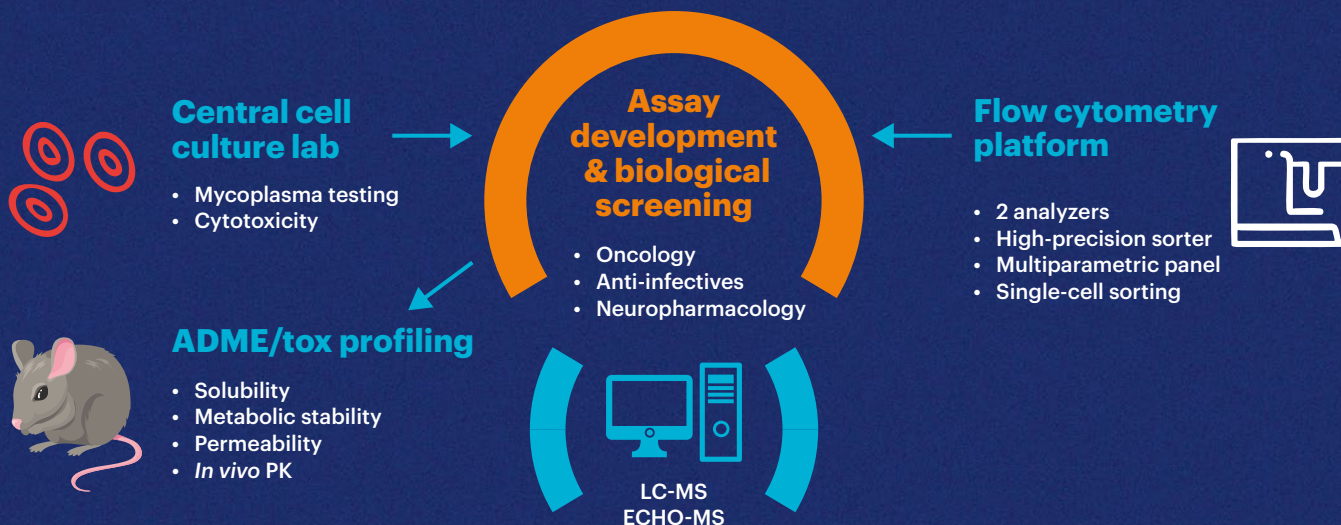 Central cell
culture lab
• Mycoplasma testing
• Cytotoxicity
Assay
development
& biological
screening
• Oncology
• Anti-infectives
• Neuropharmacology
Flow cytometry
platform
• 2 analyzers
• High-precision sorter
• Multiparametric panel
• Single-cell sorting
ADME/tox profiling
• Solubility
• Metabolic stability
• Permeability
• In vivo PK
LC-MS
ECHO-MS